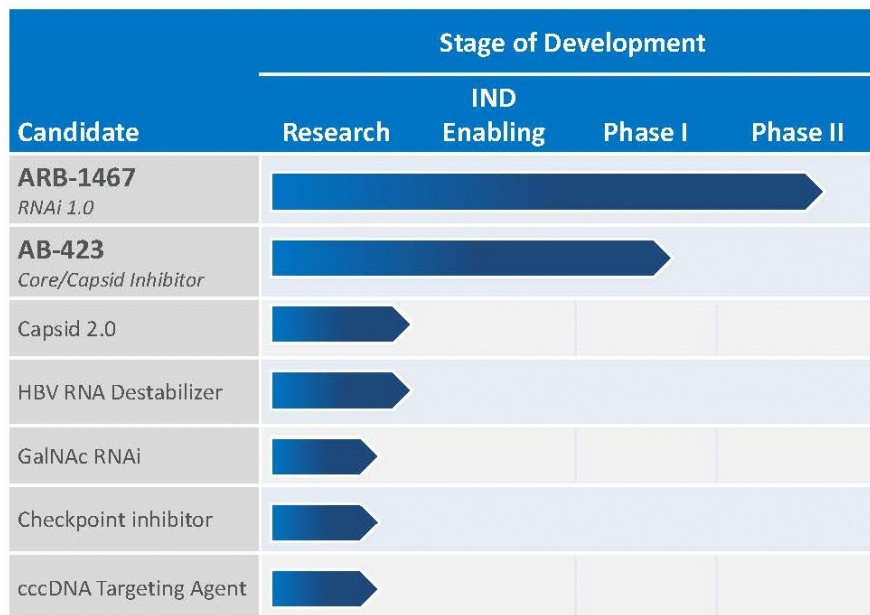 Stage of Development
Candidate
Research
IND
Enabling
Phase I
Phase II
ARB-1467
RNAi 1.0
AB-423
Core/Capsid Inhibitor
Capsid 2.0
HBV RNA Destabilizer
GalNAc RNAi
Checkpoint inhibitor
cccDNA Targeting Agent